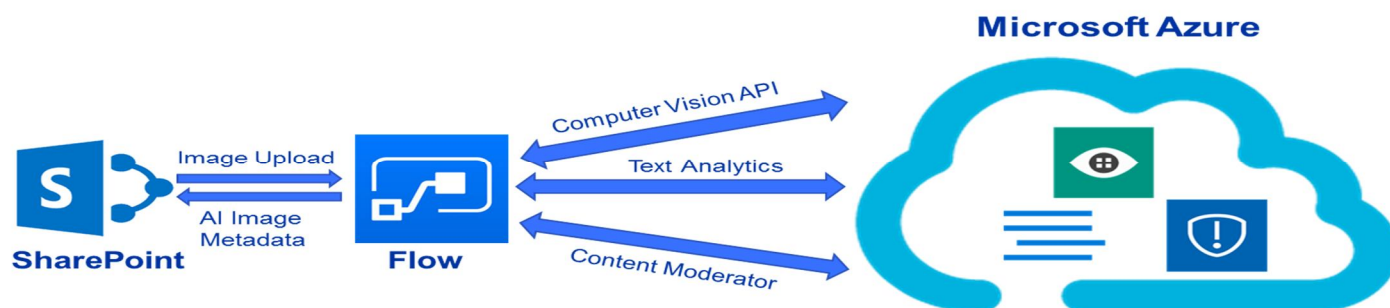 Microsoft Azure
Computer Vision API
Image Upload
Text Analytics
S
AI Image
Metadata
SharePoint
Flow
Content Moderator